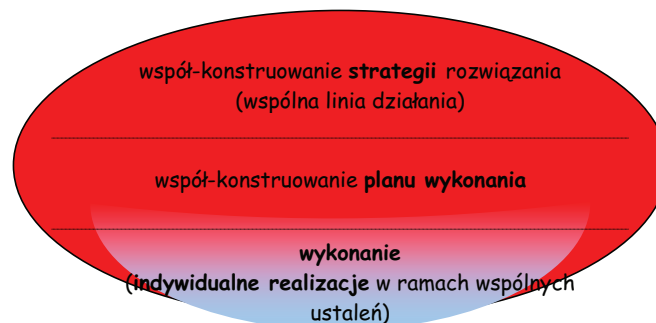 współ-konstruowanie strategii rozwiązania
(wspólna linia działania)
współ-konstruowanie planu wykonania
wykonanie
(indywidualne realizacje w ramach wspólnych
ustaleń)